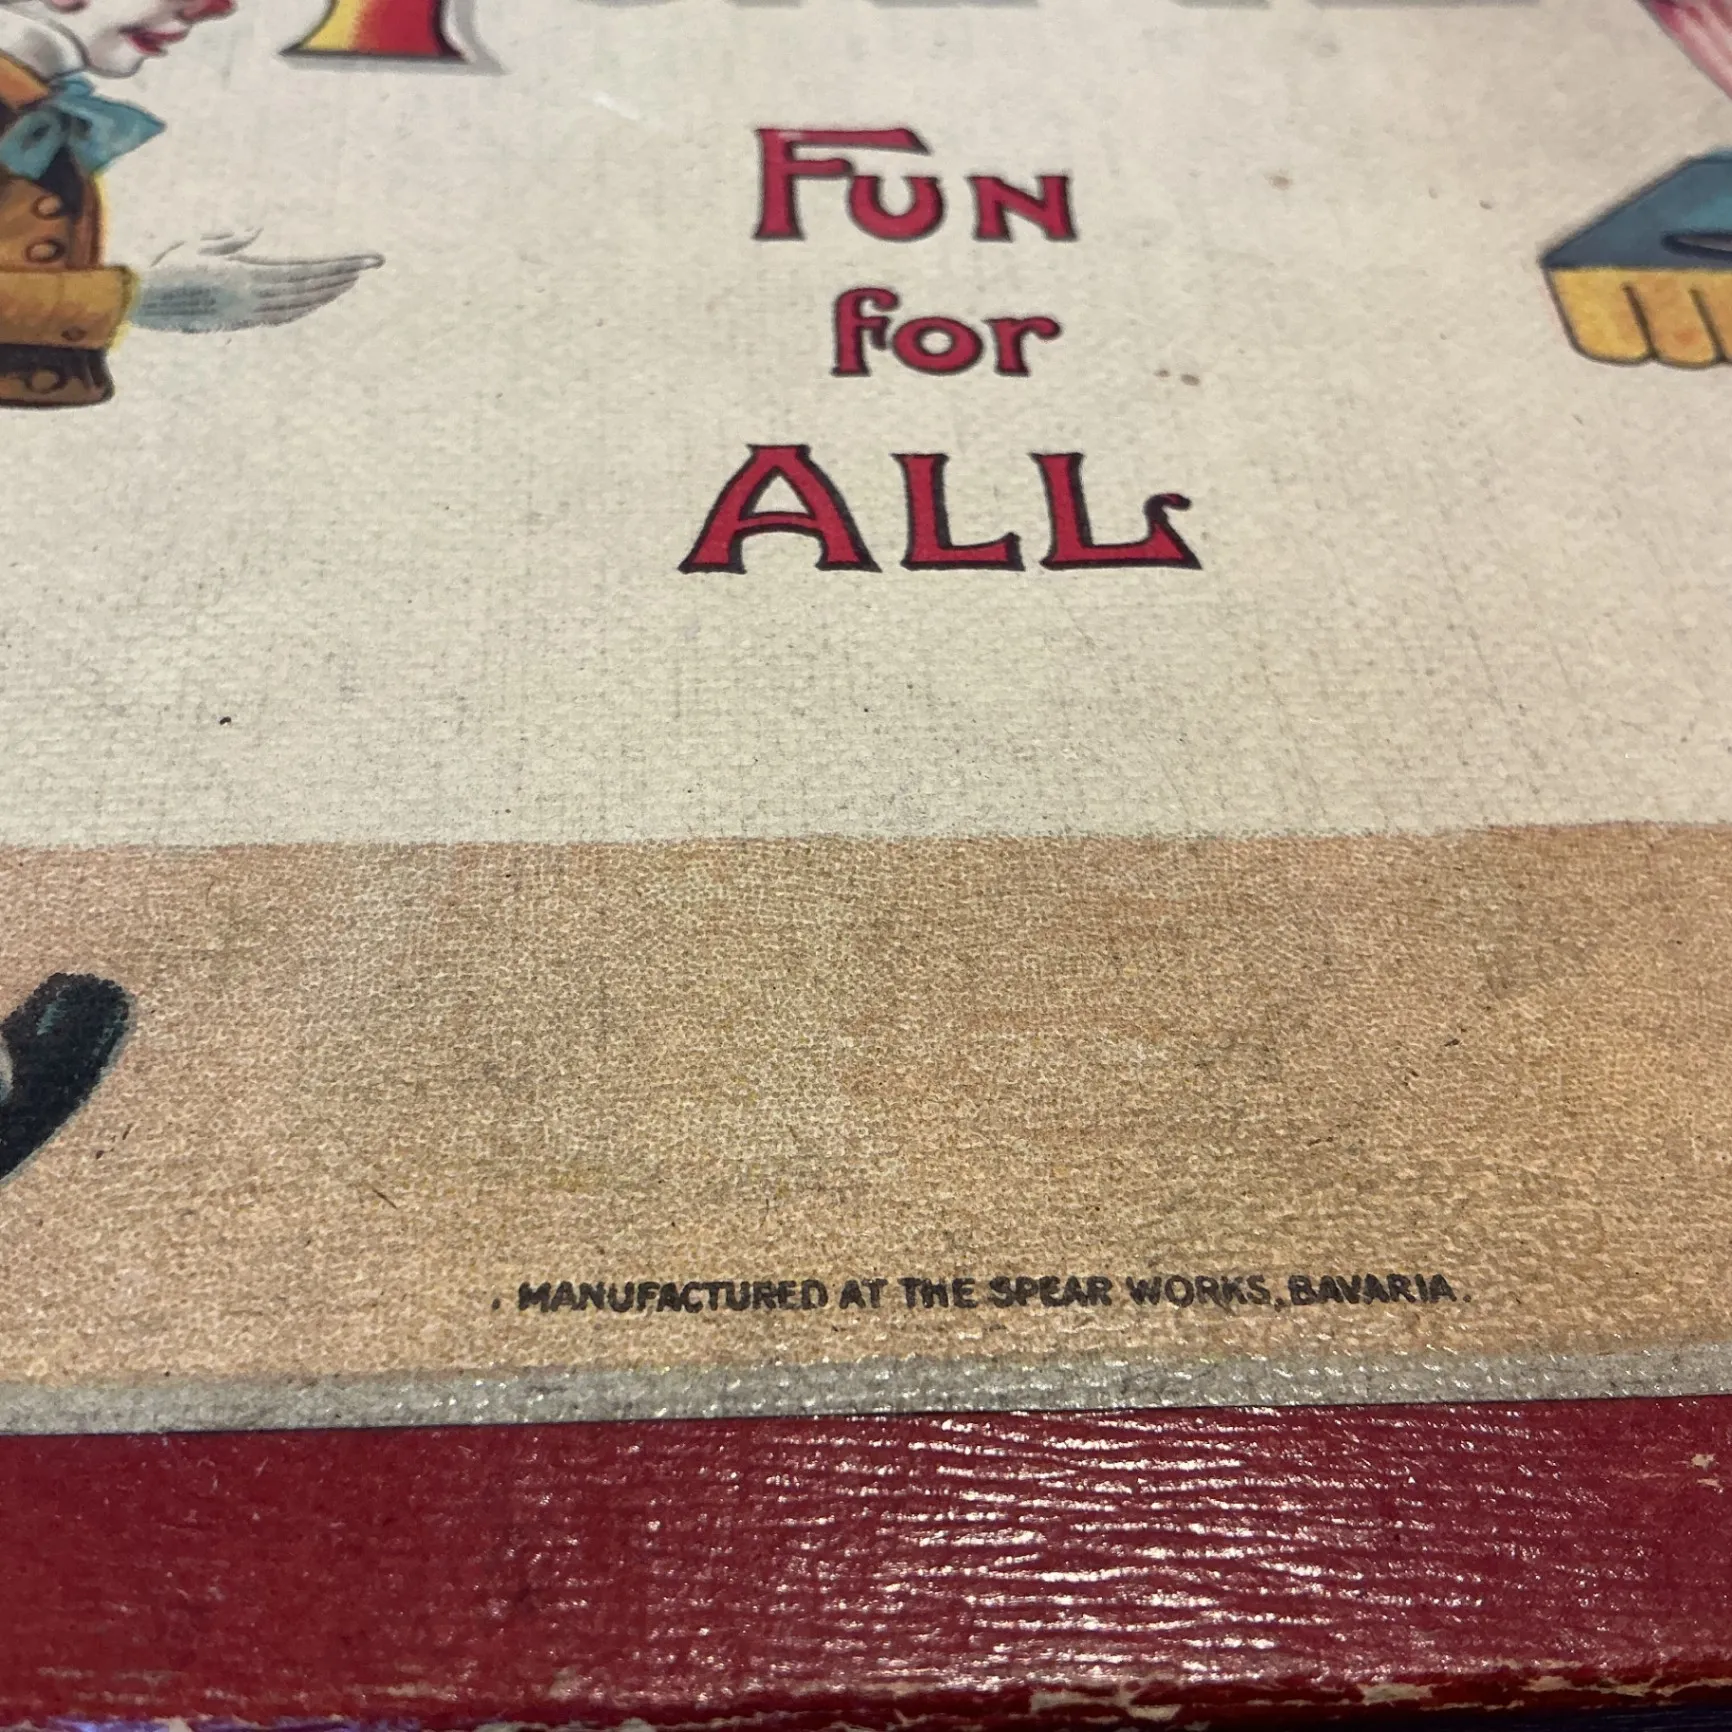 Fun
for
ALL
. MANUFACTURED AT THE SPEAR WORKS, BAVARIA.